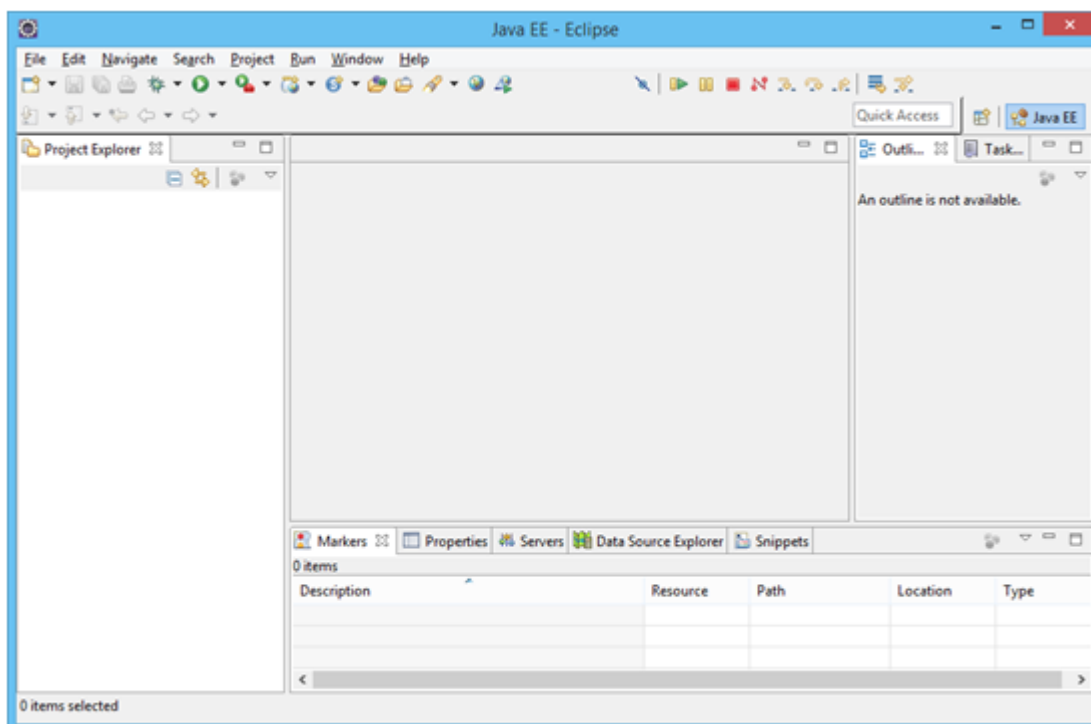 Java EE - Eclipse
File Edit Navigate Search Project Run Window Help
Quick Access Java EE
Project Explorer Outli... Task...
An outline is not available.
Markers Properties Servers Data Source Explorer Snippets
0 items
Description Resource Path Location Type
0 items selected